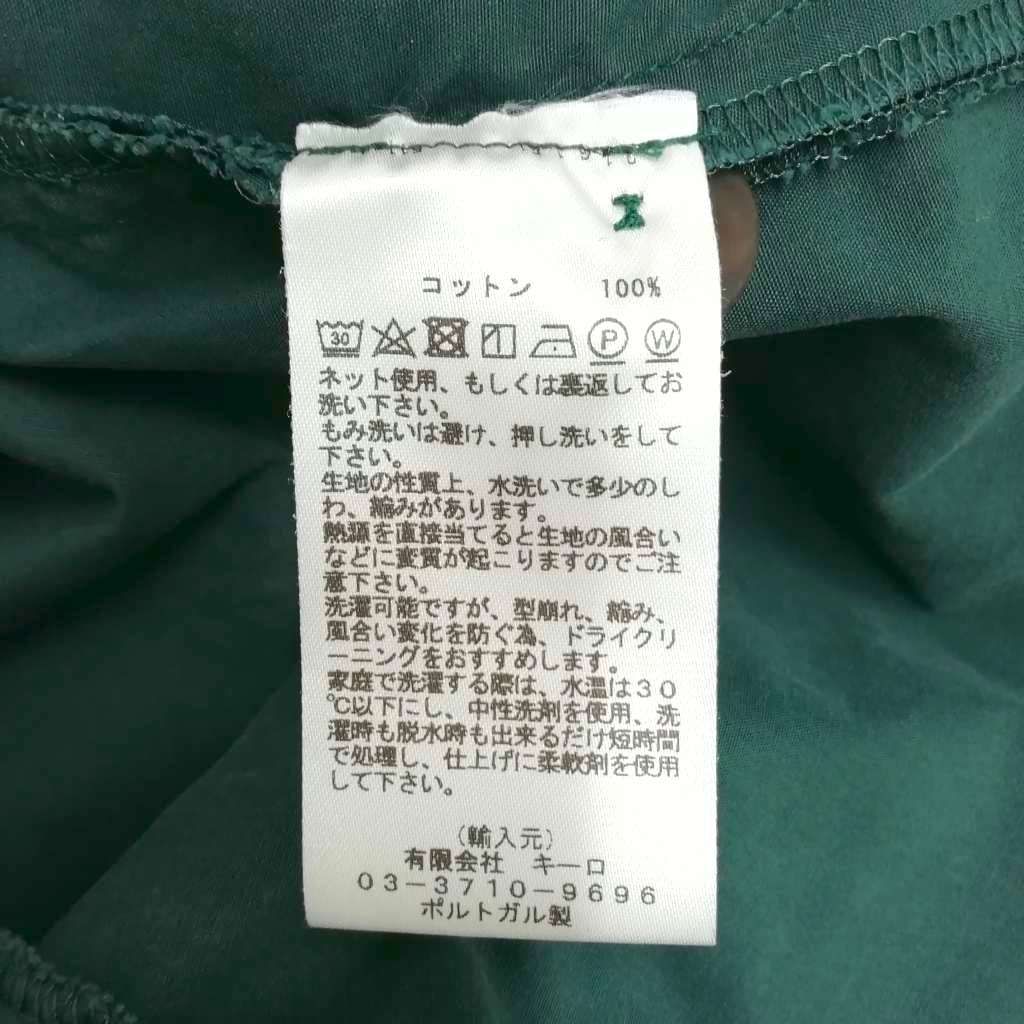 コットン 100%
30 P W
ネット使用、もしくは裏返してお
洗い下さい。
もみ洗いは避け、押し洗いをして
下さい。
生地の性質上、水洗いで多少のし
わ、縮みがあります。
熱源を直接当てると生地の風合い
などに変質が起こりますのでご注
意下さい。
洗濯可能ですが、型崩れ、縮み、
風合い変化を防ぐ為、ドライクリ
ーニングをおすすめします。
家庭で洗濯する際は、水温は30
℃以下にし、中性洗剤を使用、洗
濯時も脱水時も出来るだけ短時間
で処理し、仕上げに柔軟剤を使用
して下さい。
(輸入元)
有限会社 キーロ
03-3710-9696
ポルトガル製